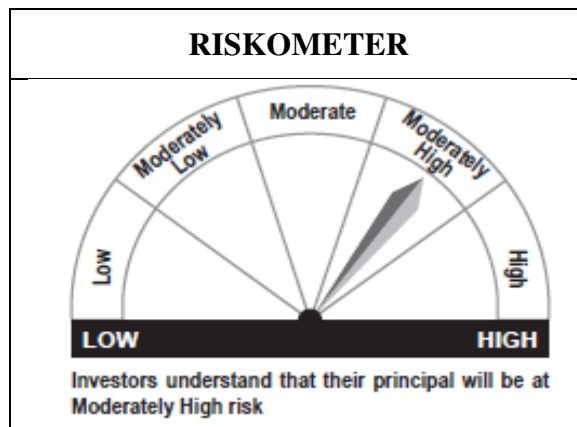 RISKOMETER
Low
Moderately
Low
Moderate
Moderately
High
High
LOW HIGH
Investors understand that their principal will be at
Moderately High risk